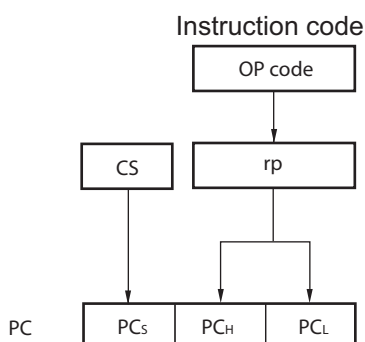 Instruction code
OP code
CS
rp
PC
PCS
PCH
PCL